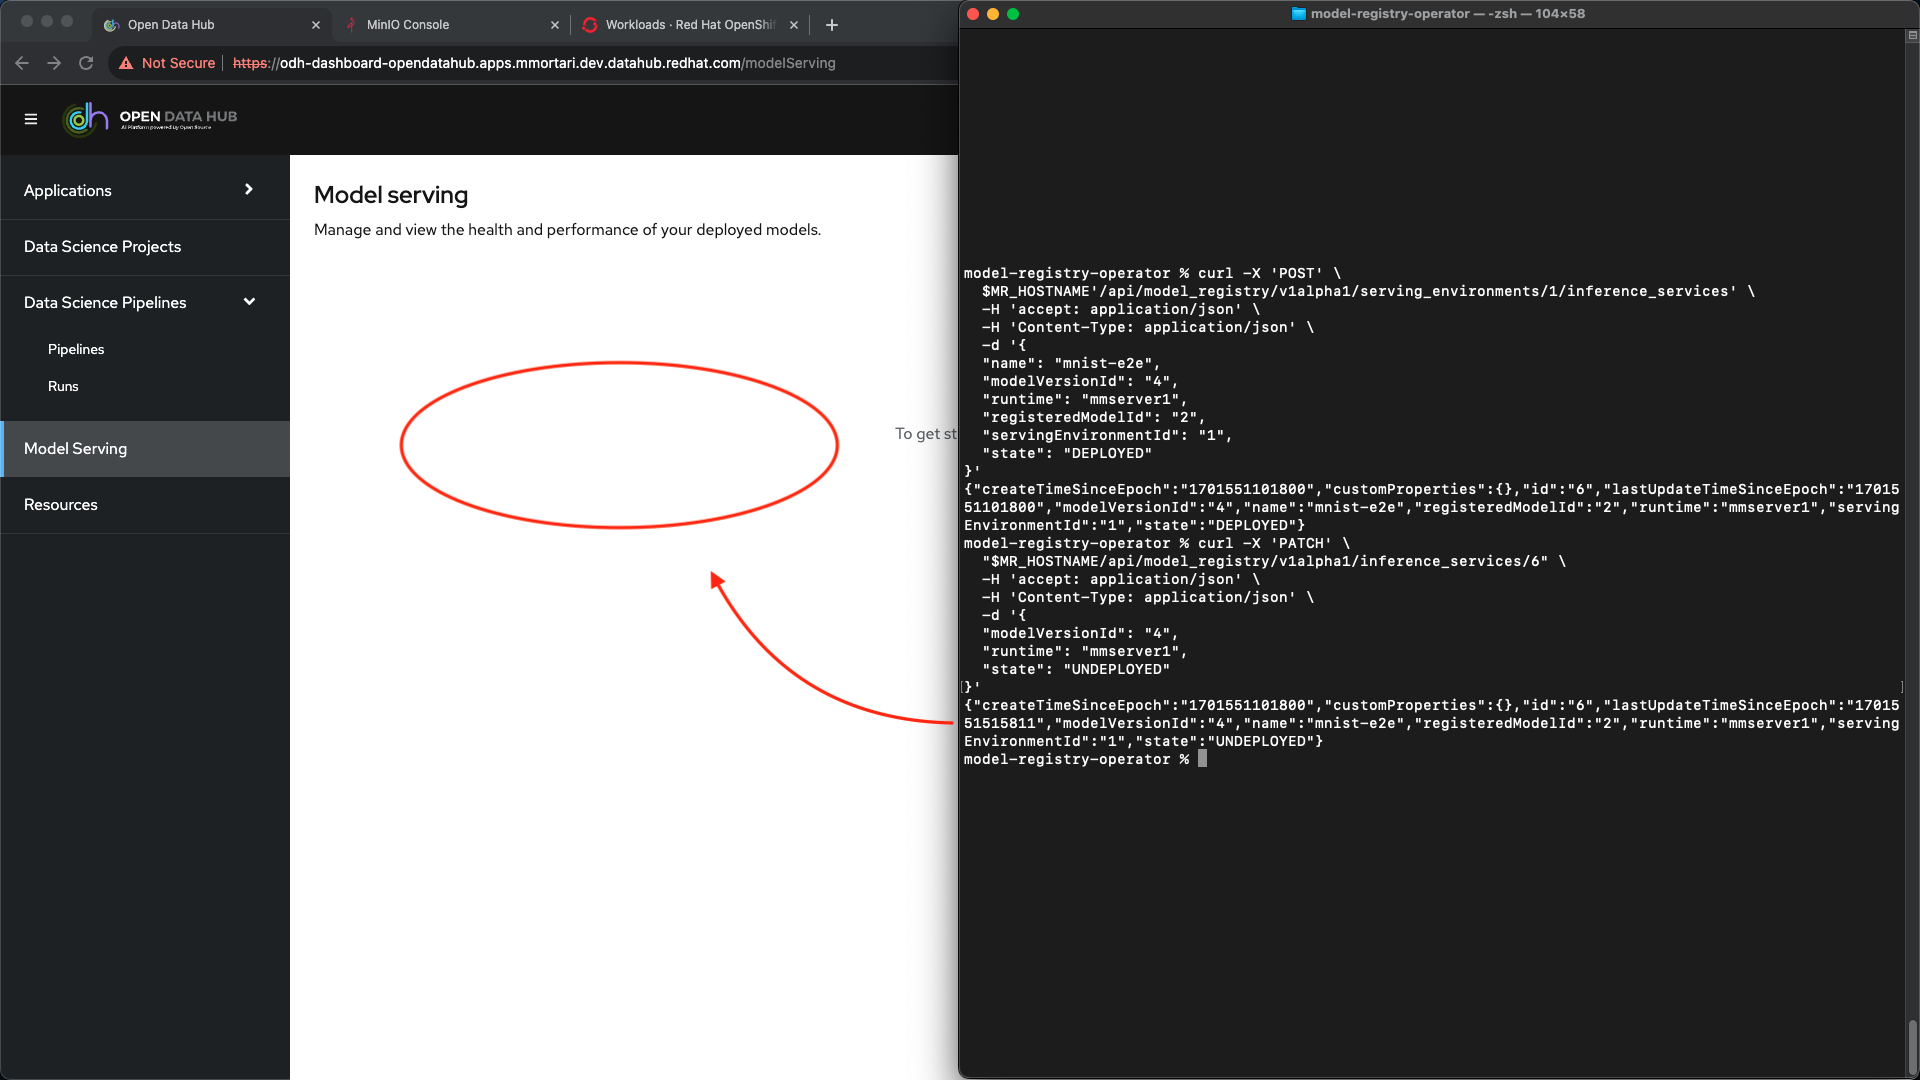 Open Data Hub
MinIO Console
Workloads · Red Hat OpenShif
Not Secure
https://odh-dashboard-opendatahub.apps.mmortari.dev.datahub.redhat.com/modelServing
OPEN DATA HUB
AI Platform powered by Open Source
Applications
Data Science Projects
Data Science Pipelines
Pipelines
Runs
Model Serving
Resources
Model serving
Manage and view the health and performance of your deployed models.
To get st
model-registry-operator — -zsh — 104×58
model-registry-operator % curl -X 'POST' \
  $MR_HOSTNAME'/api/model_registry/v1alpha1/serving_environments/1/inference_services' \
  -H 'accept: application/json' \
  -H 'Content-Type: application/json' \
  -d '{
  "name": "mnist-e2e",
  "modelVersionId": "4",
  "runtime": "mmserver1",
  "registeredModelId": "2",
  "servingEnvironmentId": "1",
  "state": "DEPLOYED"
}'
{"createTimeSinceEpoch":"1701551101800","customProperties":{},"id":"6","lastUpdateTimeSinceEpoch":"17015
51101800","modelVersionId":"4","name":"mnist-e2e","registeredModelId":"2","runtime":"mmserver1","serving
EnvironmentId":"1","state":"DEPLOYED"}
model-registry-operator % curl -X 'PATCH' \
  "$MR_HOSTNAME/api/model_registry/v1alpha1/inference_services/6" \
  -H 'accept: application/json' \
  -H 'Content-Type: application/json' \
  -d '{
  "modelVersionId": "4",
  "runtime": "mmserver1",
  "state": "UNDEPLOYED"
}'
{"createTimeSinceEpoch":"1701551101800","customProperties":{},"id":"6","lastUpdateTimeSinceEpoch":"17015
51515811","modelVersionId":"4","name":"mnist-e2e","registeredModelId":"2","runtime":"mmserver1","serving
EnvironmentId":"1","state":"UNDEPLOYED"}
model-registry-operator %